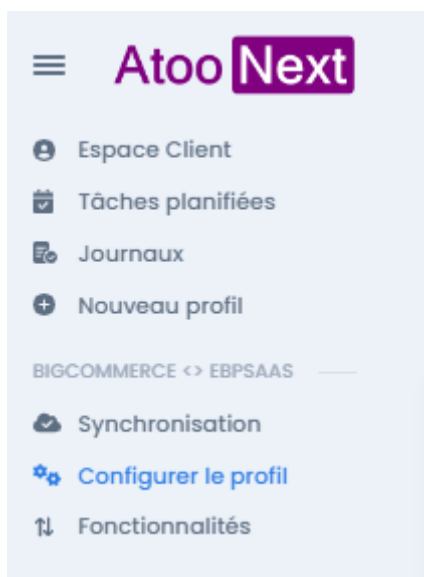 Atoo Next
Espace Client
Tâches planifiées
Journaux
Nouveau profil
BIGCOMMERCE <> EBPSAAS
Synchronisation
Configurer le profil
Fonctionnalités